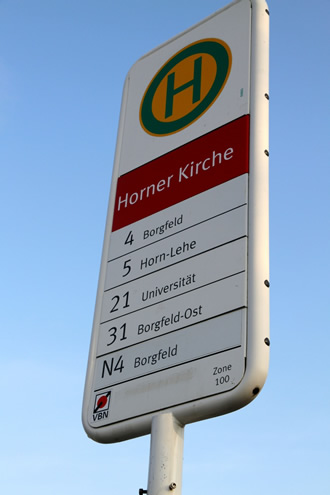 H
Horner Kirche
4 Borgfeld
5 Horn-Lehe
21 Universität
31 Borgfeld-Ost
N4 Borgfeld
Zone
100
VBN